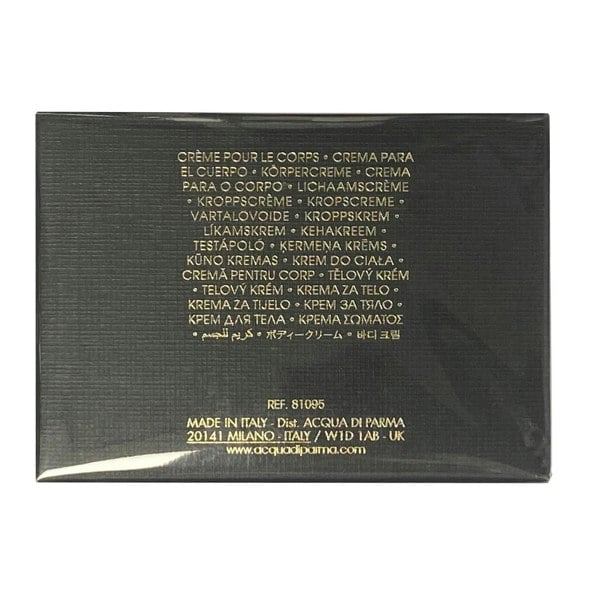 CRÈME POUR LE CORPS • CREMA PARA
EL CUERPO • KÖRPERCREME • CREMA
PARA O CORPO • LICHAAMSCRÈME
• KROPPSCRÈME • KROPSCREME •
VARTALOVOIDE • KROPPSKREM •
LÍKAMSKREM • KEHAKREEM •
TESTÁPOLÓ • ĶERMEŅA KRĒMS •
KŪNO KREMAS • KREM DO CIAŁA •
CREMĂ PENTRU CORP • TĚLOVÝ KRÉM
• TELOVÝ KRÉM • KREMA ZA TELO •
KREMA ZA TIJELO • КРЕМ ЗА ТЯЛО •
КРЕМ ДЛЯ ТЕЛА • ΚΡΕΜΑ ΣΩΜΑΤΟΣ
• كريم للجسم • ボディークリーム • 바디 크림
REF. 81095
MADE IN ITALY - Dist. ACQUA DI PARMA
20141 MILANO - ITALY / W1D 1AB - UK
www.acquadiparma.com